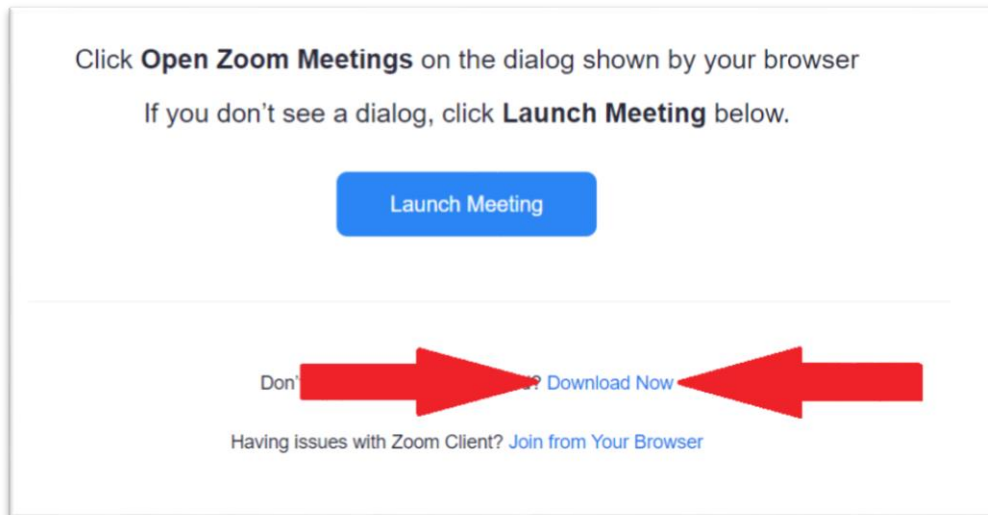 Click Open Zoom Meetings on the dialog shown by your browser
If you don’t see a dialog, click Launch Meeting below.
Launch Meeting
Download Now
Having issues with Zoom Client? Join from Your Browser